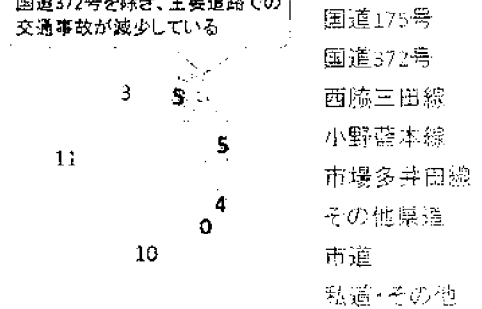 国道372号を除き、主要道路での
交通事故が減少している
国道175号
国道372号
西脇三田線
小野藍本線
市場多井田線
その他県道
市道
私道・その他
3
5
11
5
4
0
10